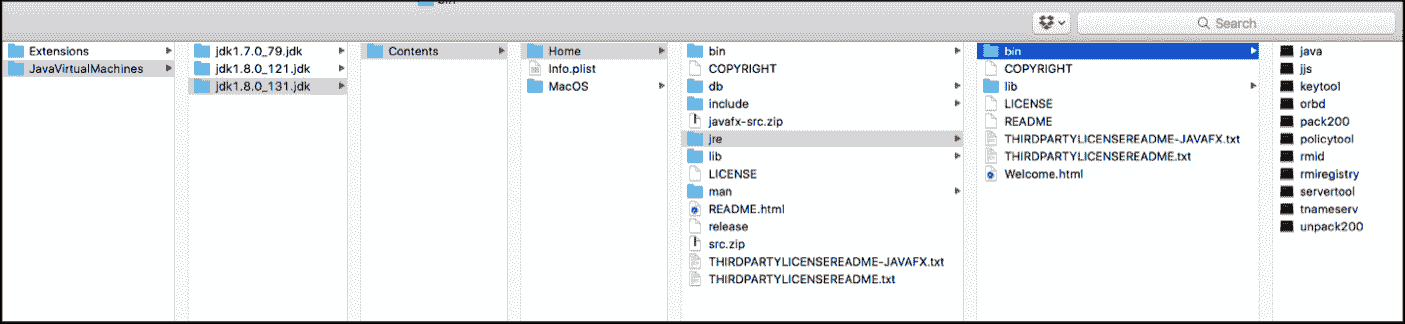 bin
Search
Extensions
JavaVirtualMachines
jdk1.7.0_79.jdk
jdk1.8.0_121.jdk
jdk1.8.0_131.jdk
Contents
Home
Info.plist
MacOS
bin
COPYRIGHT
db
include
javafx-src.zip
jre
lib
LICENSE
man
README.html
release
src.zip
THIRDPARTYLICENSEREADME-JAVAFX.txt
THIRDPARTYLICENSEREADME.txt
bin
COPYRIGHT
lib
LICENSE
README
THIRDPARTYLICENSEREADME-JAVAFX.txt
THIRDPARTYLICENSEREADME.txt
Welcome.html
java
jjs
keytool
orbd
pack200
policytool
rmid
rmiregistry
servertool
tnameserv
unpack200